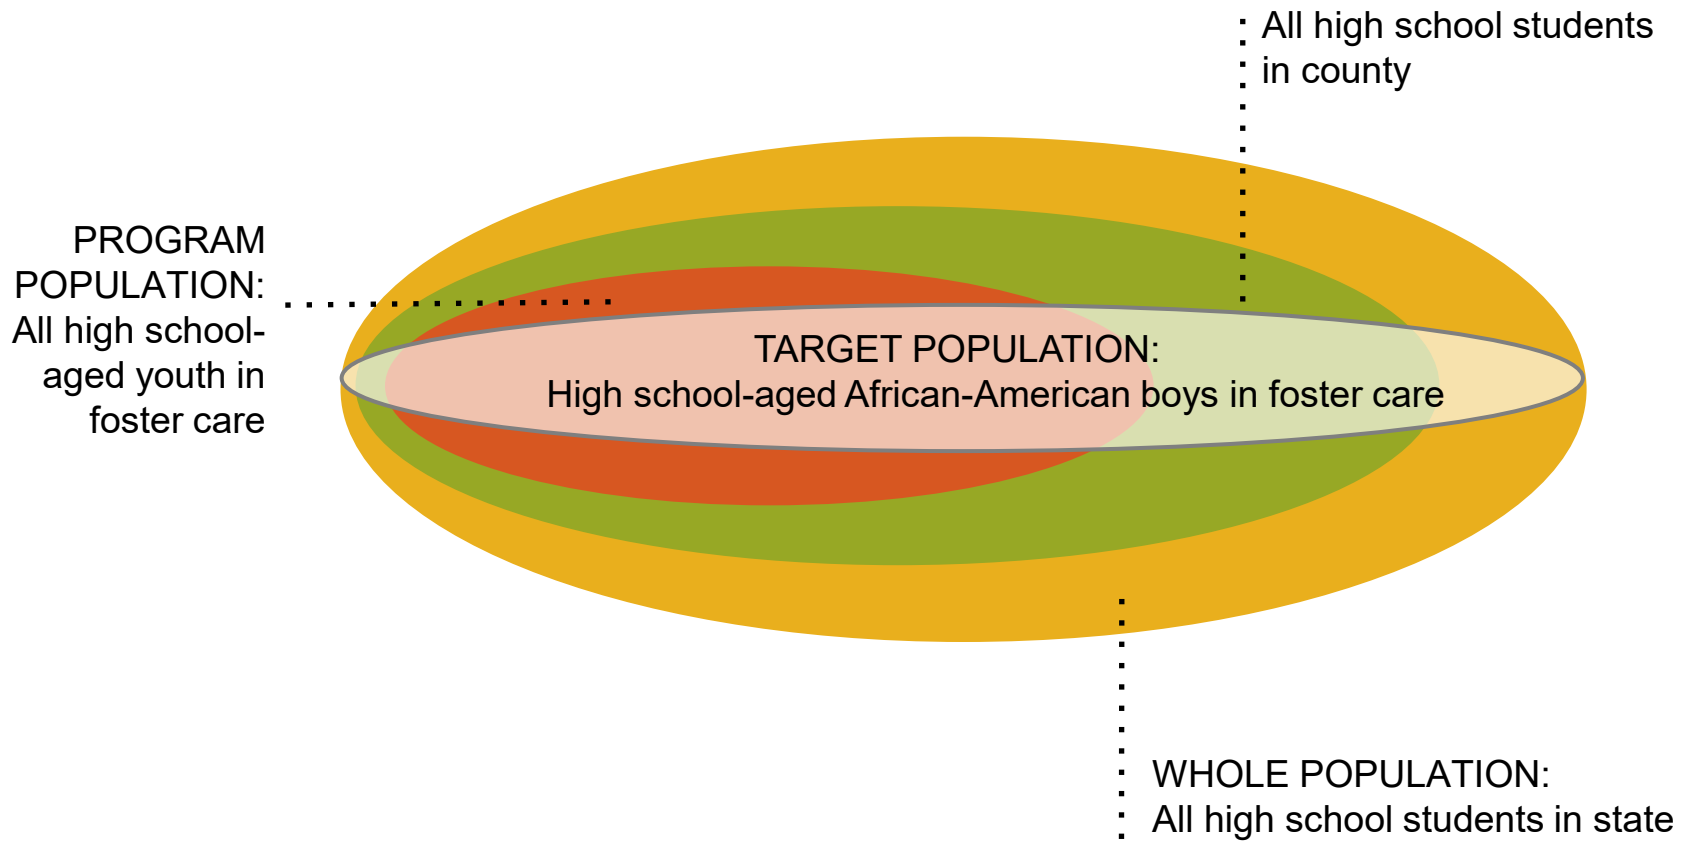 All high school students
in county
PROGRAM
POPULATION:
All high school-
aged youth in
foster care
TARGET POPULATION:
High school-aged African-American boys in foster care
WHOLE POPULATION:
All high school students in state